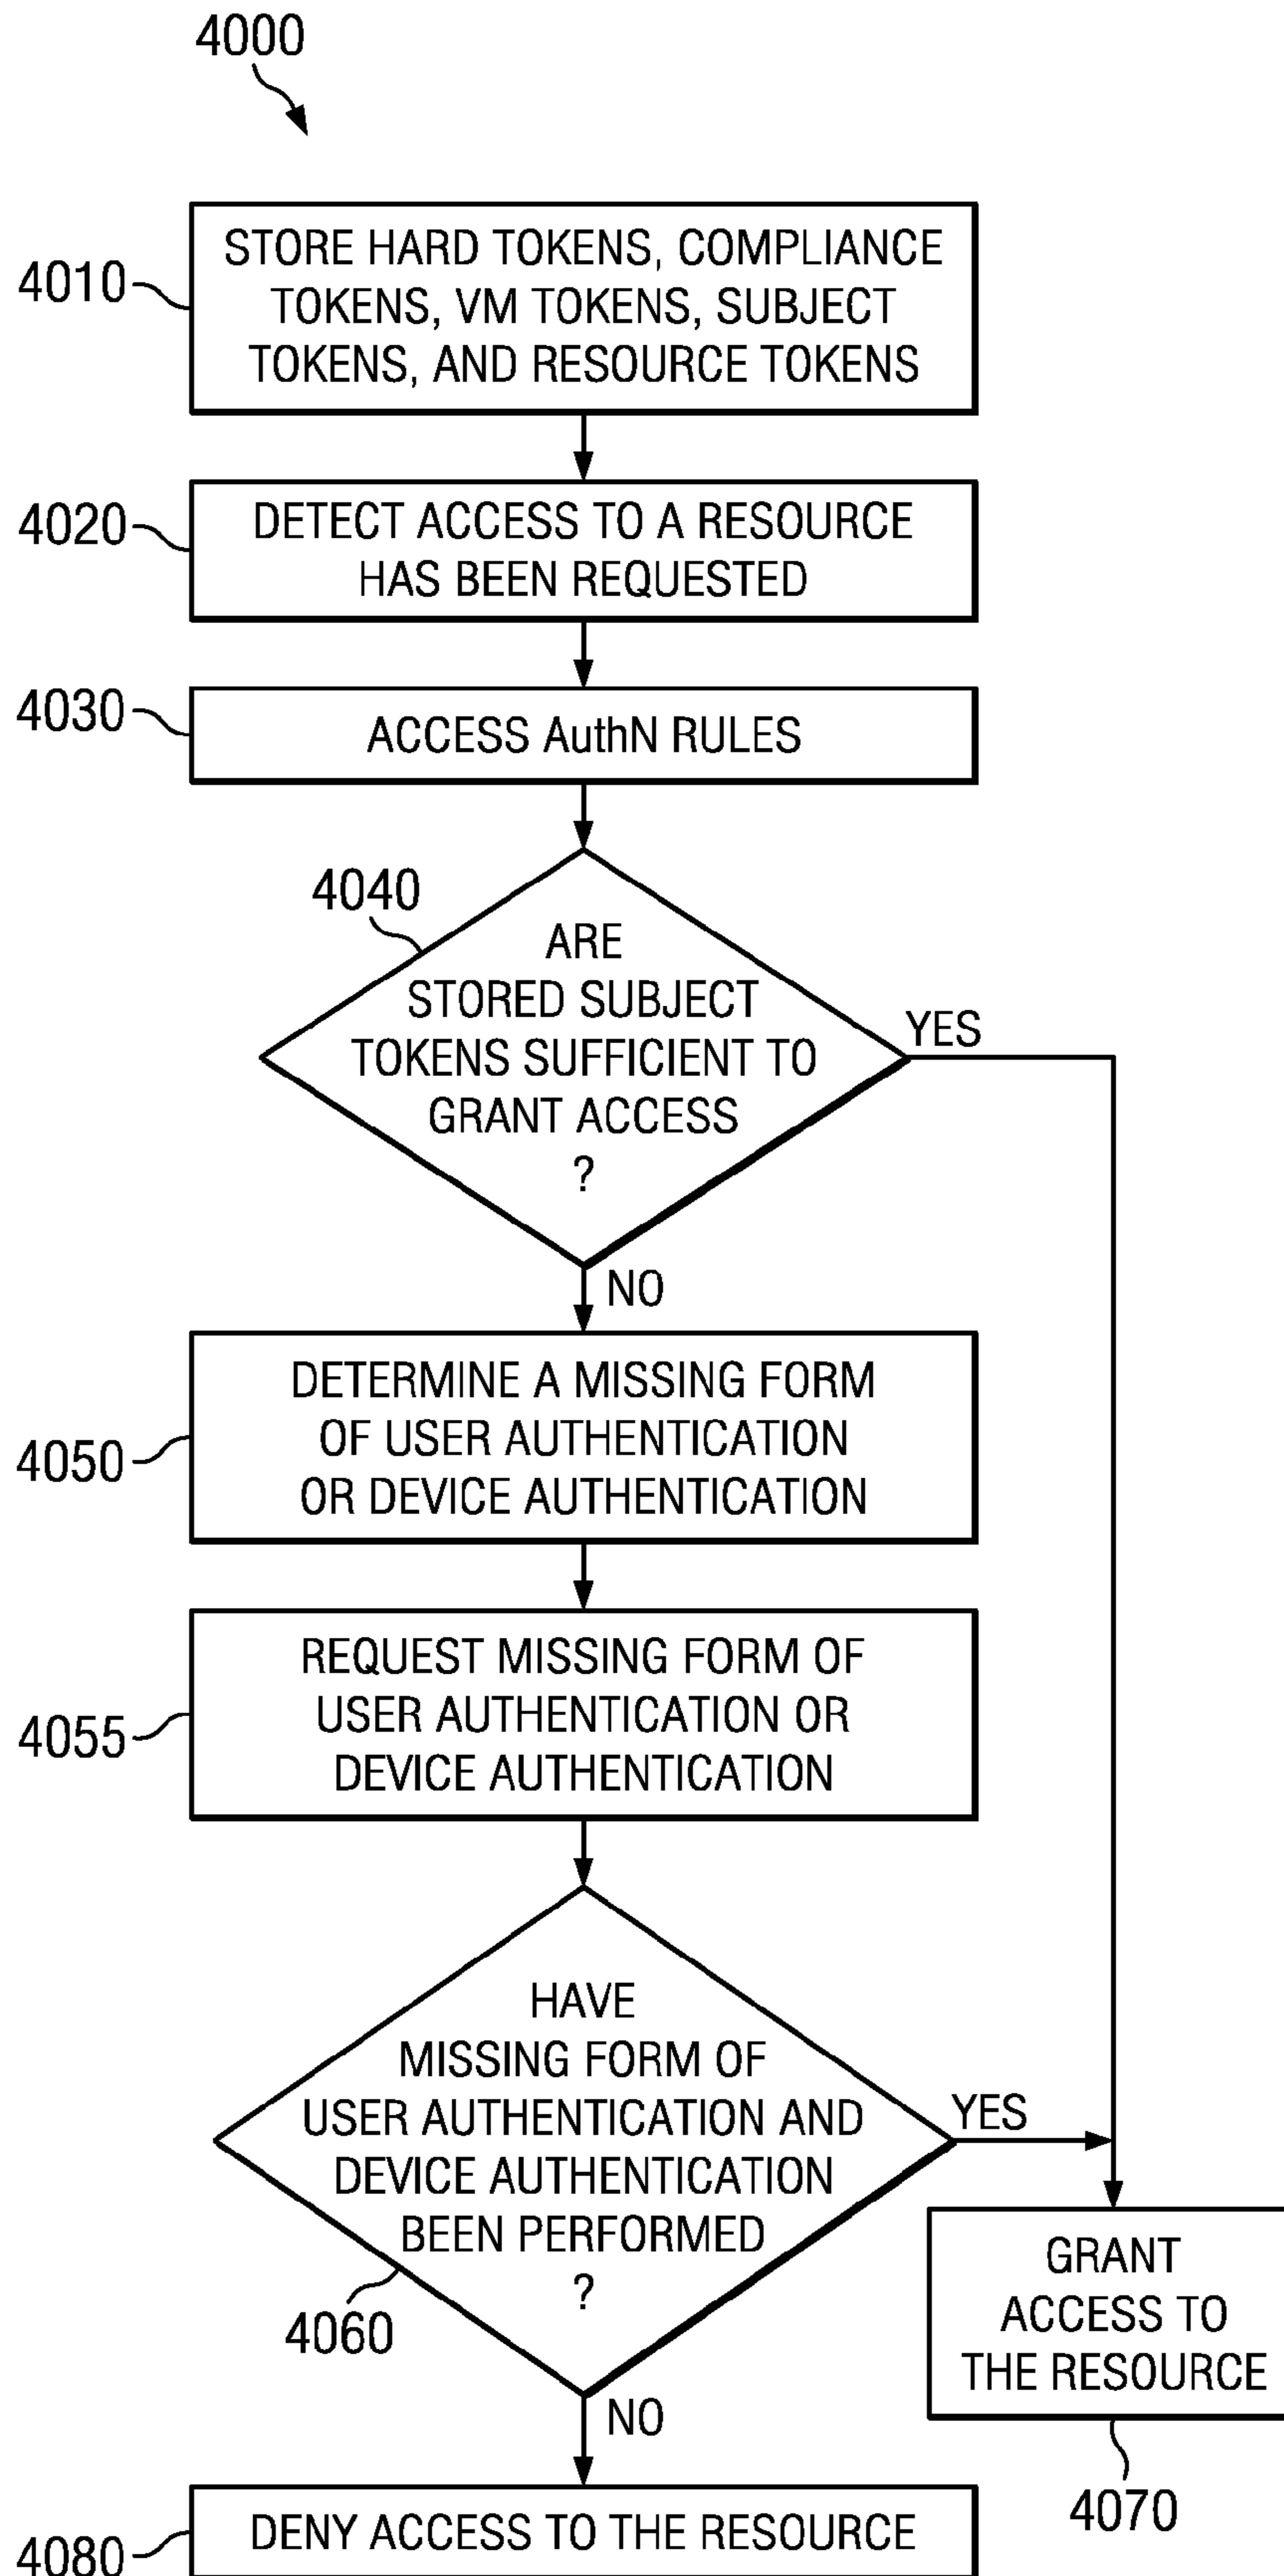 4000
4010
STORE HARD TOKENS, COMPLIANCE
TOKENS, VM TOKENS, SUBJECT
TOKENS, AND RESOURCE TOKENS
4020
DETECT ACCESS TO A RESOURCE
HAS BEEN REQUESTED
4030
ACCESS AuthN RULES
4040
ARE
STORED SUBJECT
TOKENS SUFFICIENT TO
GRANT ACCESS
?
YES
NO
4050
DETERMINE A MISSING FORM
OF USER AUTHENTICATION
OR DEVICE AUTHENTICATION
4055
REQUEST MISSING FORM OF
USER AUTHENTICATION OR
DEVICE AUTHENTICATION
HAVE
MISSING FORM OF
USER AUTHENTICATION AND
DEVICE AUTHENTICATION
BEEN PERFORMED
?
4060
YES
NO
GRANT
ACCESS TO
THE RESOURCE
4070
4080
DENY ACCESS TO THE RESOURCE